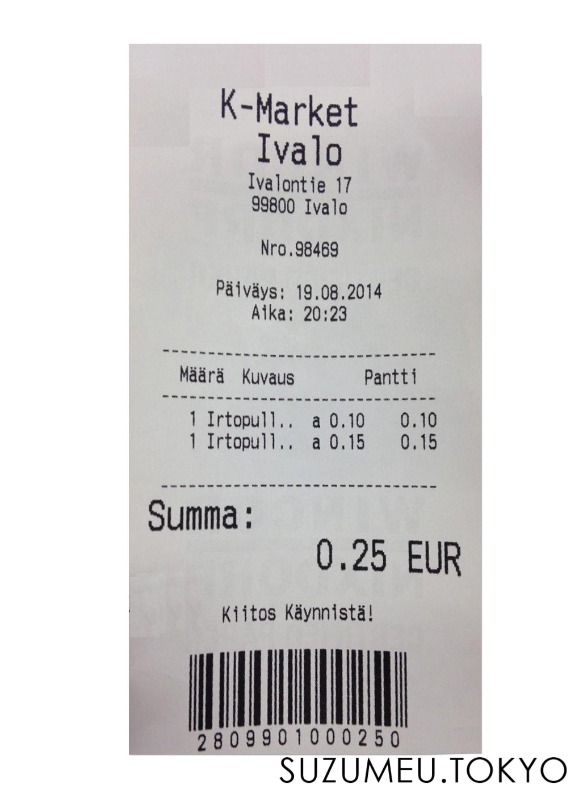 K-Market
Ivalo
Ivalontie 17
99800 Ivalo
Nro.98469
Päiväys: 19.08.2014
Aika: 20:23
Määrä Kuvaus Pantti
1 Irtopull.. a 0.10 0.10
1 Irtopull.. a 0.15 0.15
Summa:
0.25 EUR
Kiitos Käynnistä!
2809901000250
SUZUMEU.TOKYO